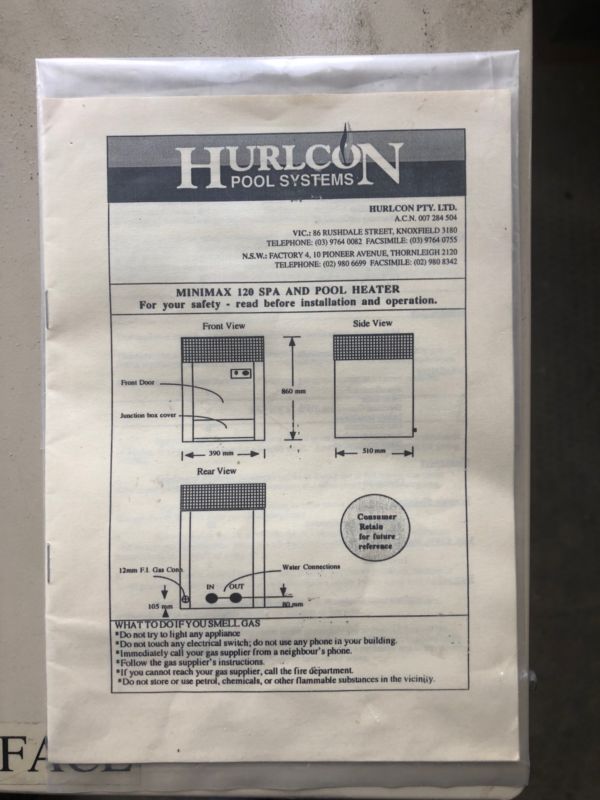 HURLCON
POOL SYSTEMS
HURLCON PTY. LTD.
A.C.N. 007 284 504
VIC.: 86 RUSHDALE STREET, KNOXFIELD 3180
TELEPHONE: (03) 9764 0082 FACSIMILE: (03) 9764 0755
N.S.W.: FACTORY 4, 10 PIONEER AVENUE, THORNLEIGH 2120
TELEPHONE: (02) 980 6699 FACSIMILE: (02) 980 8342
MINIMAX 120 SPA AND POOL HEATER
For your safety - read before installation and operation.
Front View
Side View
Front Door
Junction box cover
860 mm
390 mm
510 mm
Rear View
Consumer
Retain
for future
reference
12mm F.I. Gas Conn.
IN OUT
Water Connections
105 mm
80 mm
WHAT TO DO IF YOU SMELL GAS
*Do not try to light any appliance
*Do not touch any electrical switch; do not use any phone in your building.
*Immediately call your gas supplier from a neighbour's phone.
*Follow the gas supplier's instructions.
*If you cannot reach your gas supplier, call the fire department.
*Do not store or use petrol, chemicals, or other flammable substances in the vicinity.